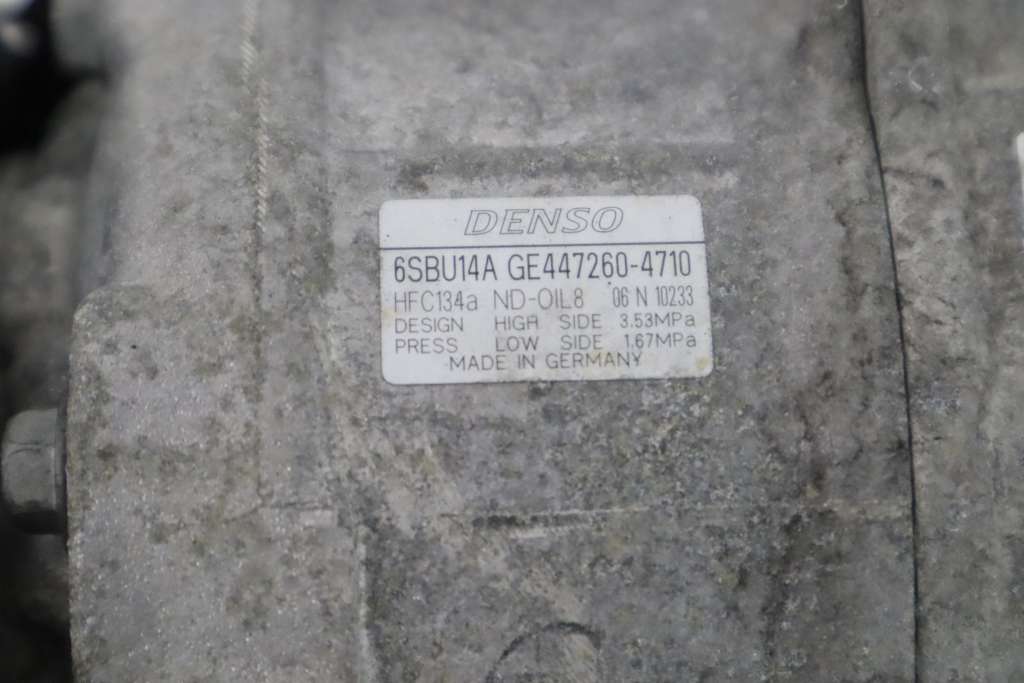 DENSO
6SBU14A GE447260-4710
HFC134a ND-OIL8 06 N 10233
DESIGN HIGH SIDE 3.53MPa
PRESS LOW SIDE 1.67MPa
MADE IN GERMANY